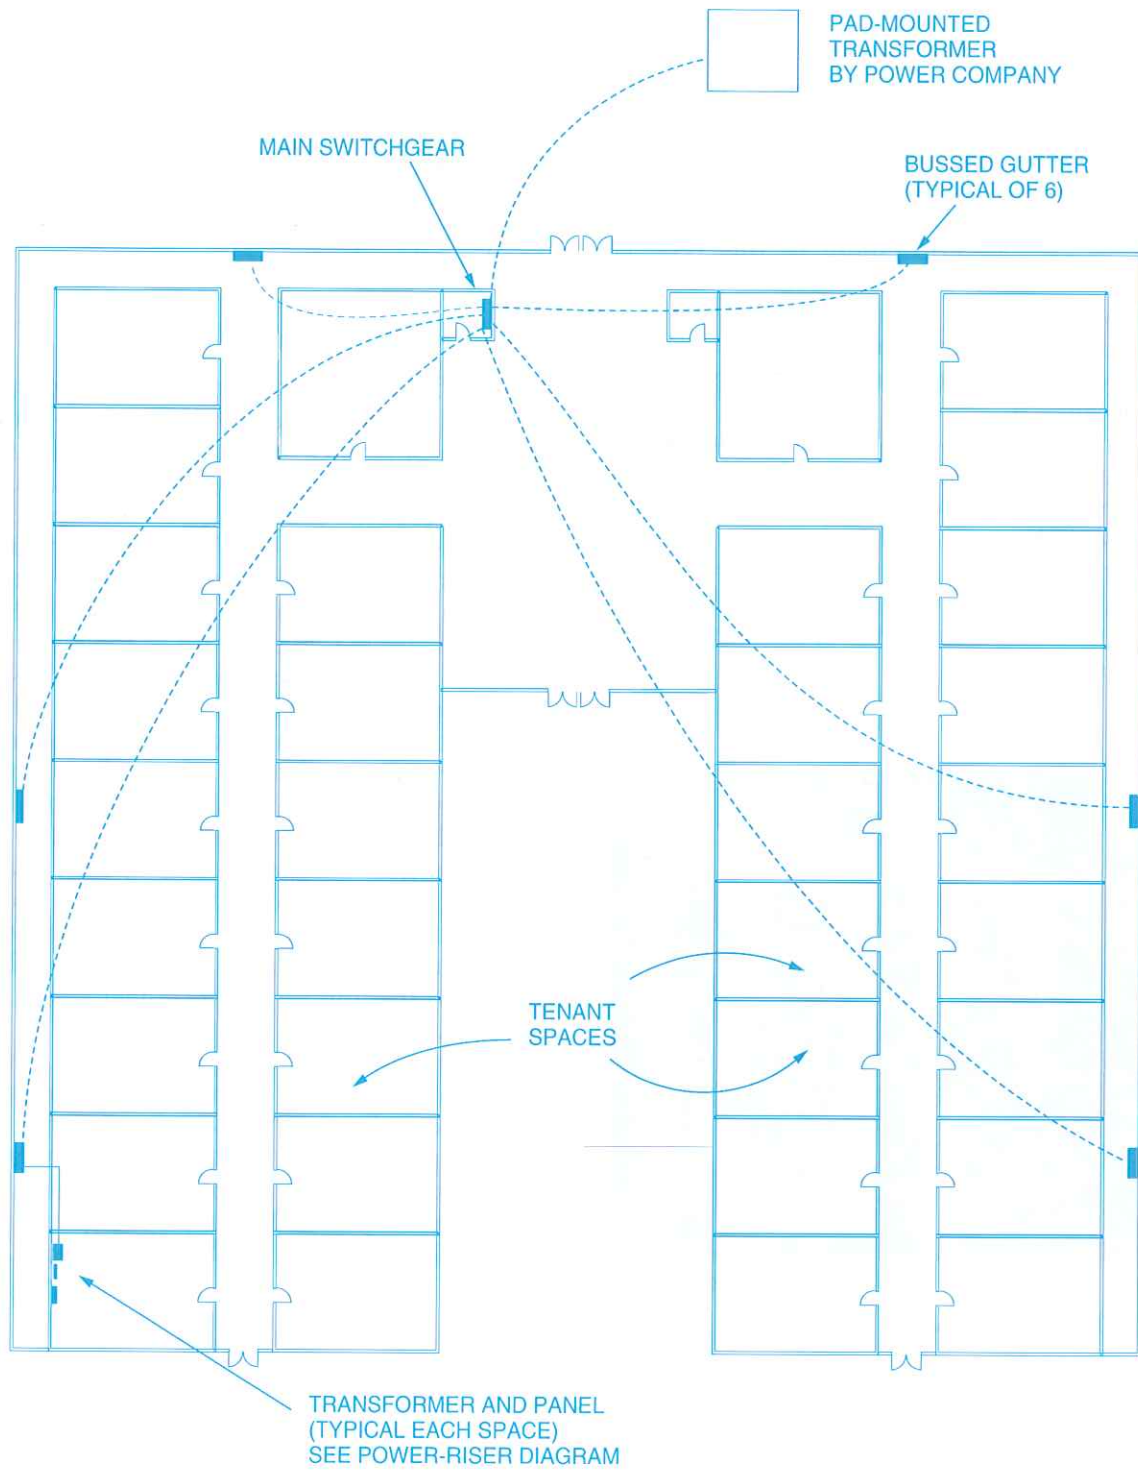 PAD-MOUNTED
TRANSFORMER
BY POWER COMPANY
MAIN SWITCHGEAR
BUSSED GUTTER
(TYPICAL OF 6)
TENANT
SPACES
TRANSFORMER AND PANEL
(TYPICAL EACH SPACE)
SEE POWER-RISER DIAGRAM